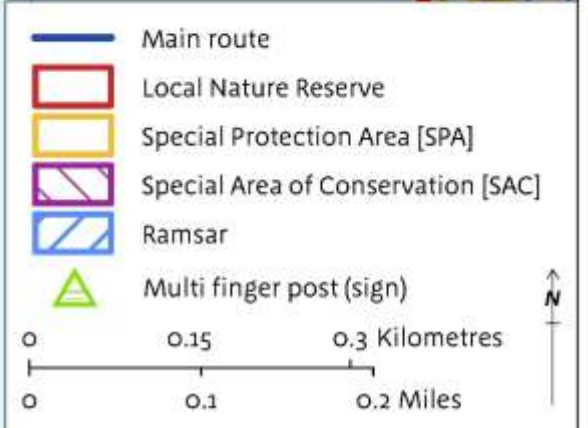 Main route
Local Nature Reserve
Special Protection Area [SPA]
Special Area of Conservation [SAC]
Ramsar
Multi finger post (sign)
N
0 0.15 0.3 Kilometres
0 0.1 0.2 Miles